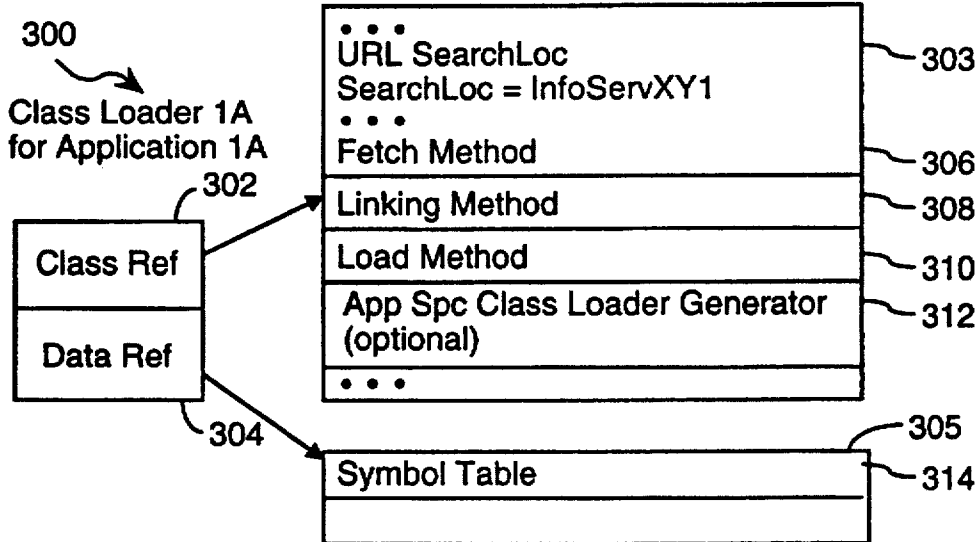 300
Class Loader 1A
for Application 1A
302
Class Ref
Data Ref
304
• • •
URL SearchLoc
SearchLoc = InfoServXY1
• • •
Fetch Method
Linking Method
Load Method
App Spc Class Loader Generator
(optional)
• • •
303
306
308
310
312
305
Symbol Table
314